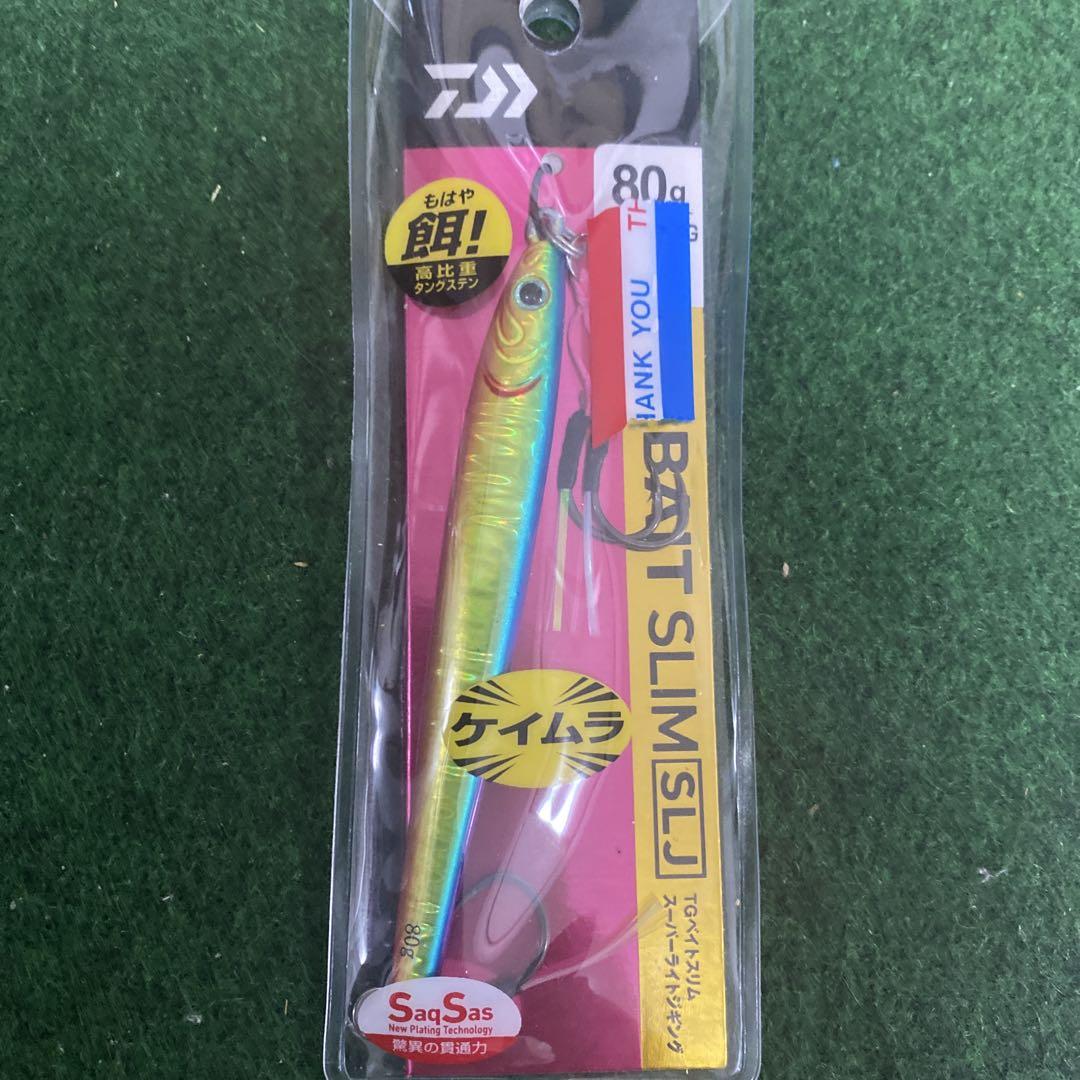 もはや
餌!
高比重
タングステン
80g
THANK YOU
BAIT SLIM SLJ
TGベイトスリム
スーパーライトジギング
ケイムラ
80g
SaqSas
New Plating Technology
驚異の貫通力